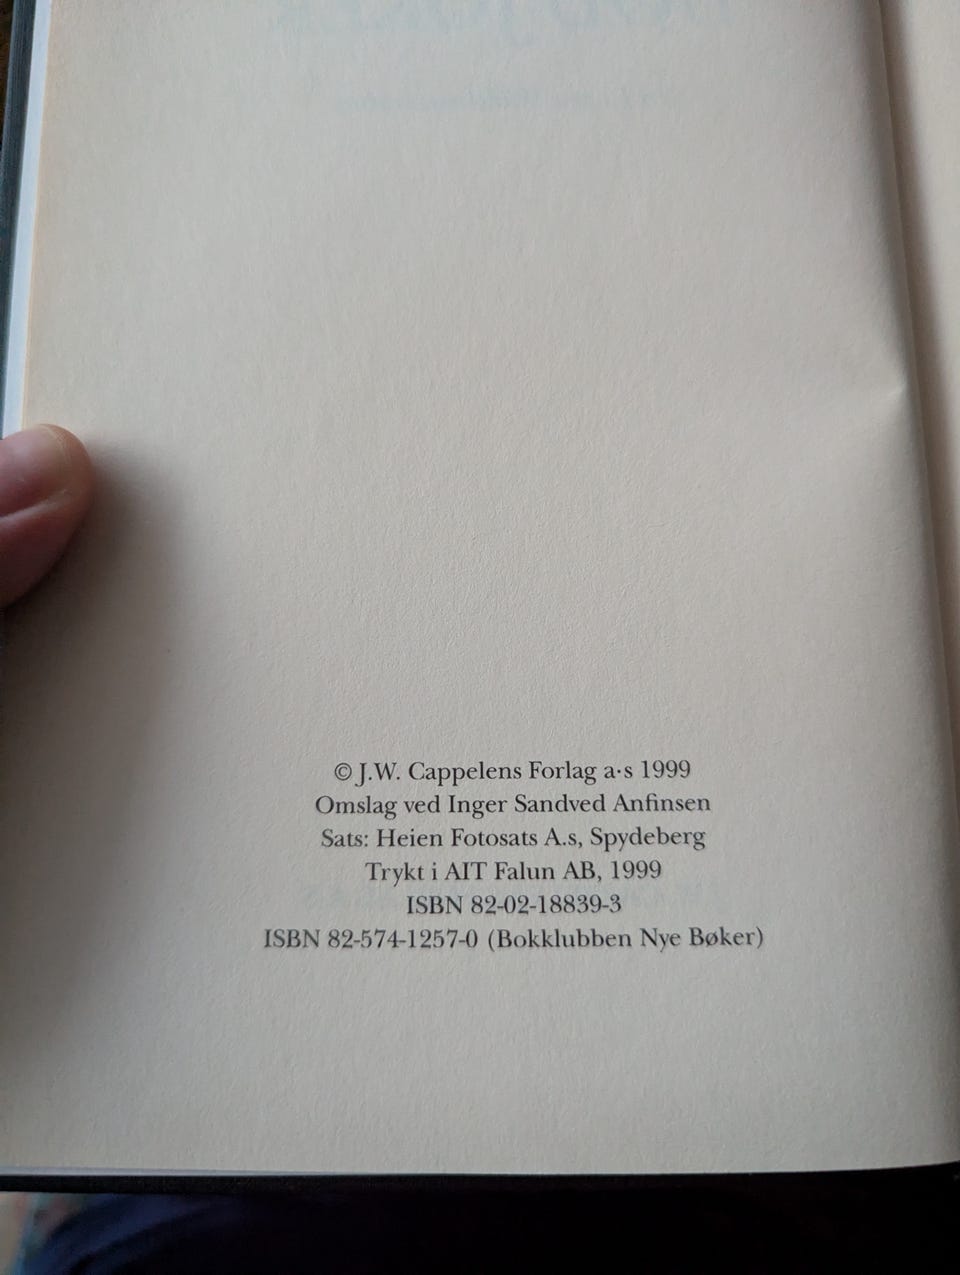 © J.W. Cappelens Forlag a·s 1999
Omslag ved Inger Sandved Anfinsen
Sats: Heien Fotosats A.s, Spydeberg
Trykt i AIT Falun AB, 1999
ISBN 82-02-18839-3
ISBN 82-574-1257-0 (Bokklubben Nye Bøker)